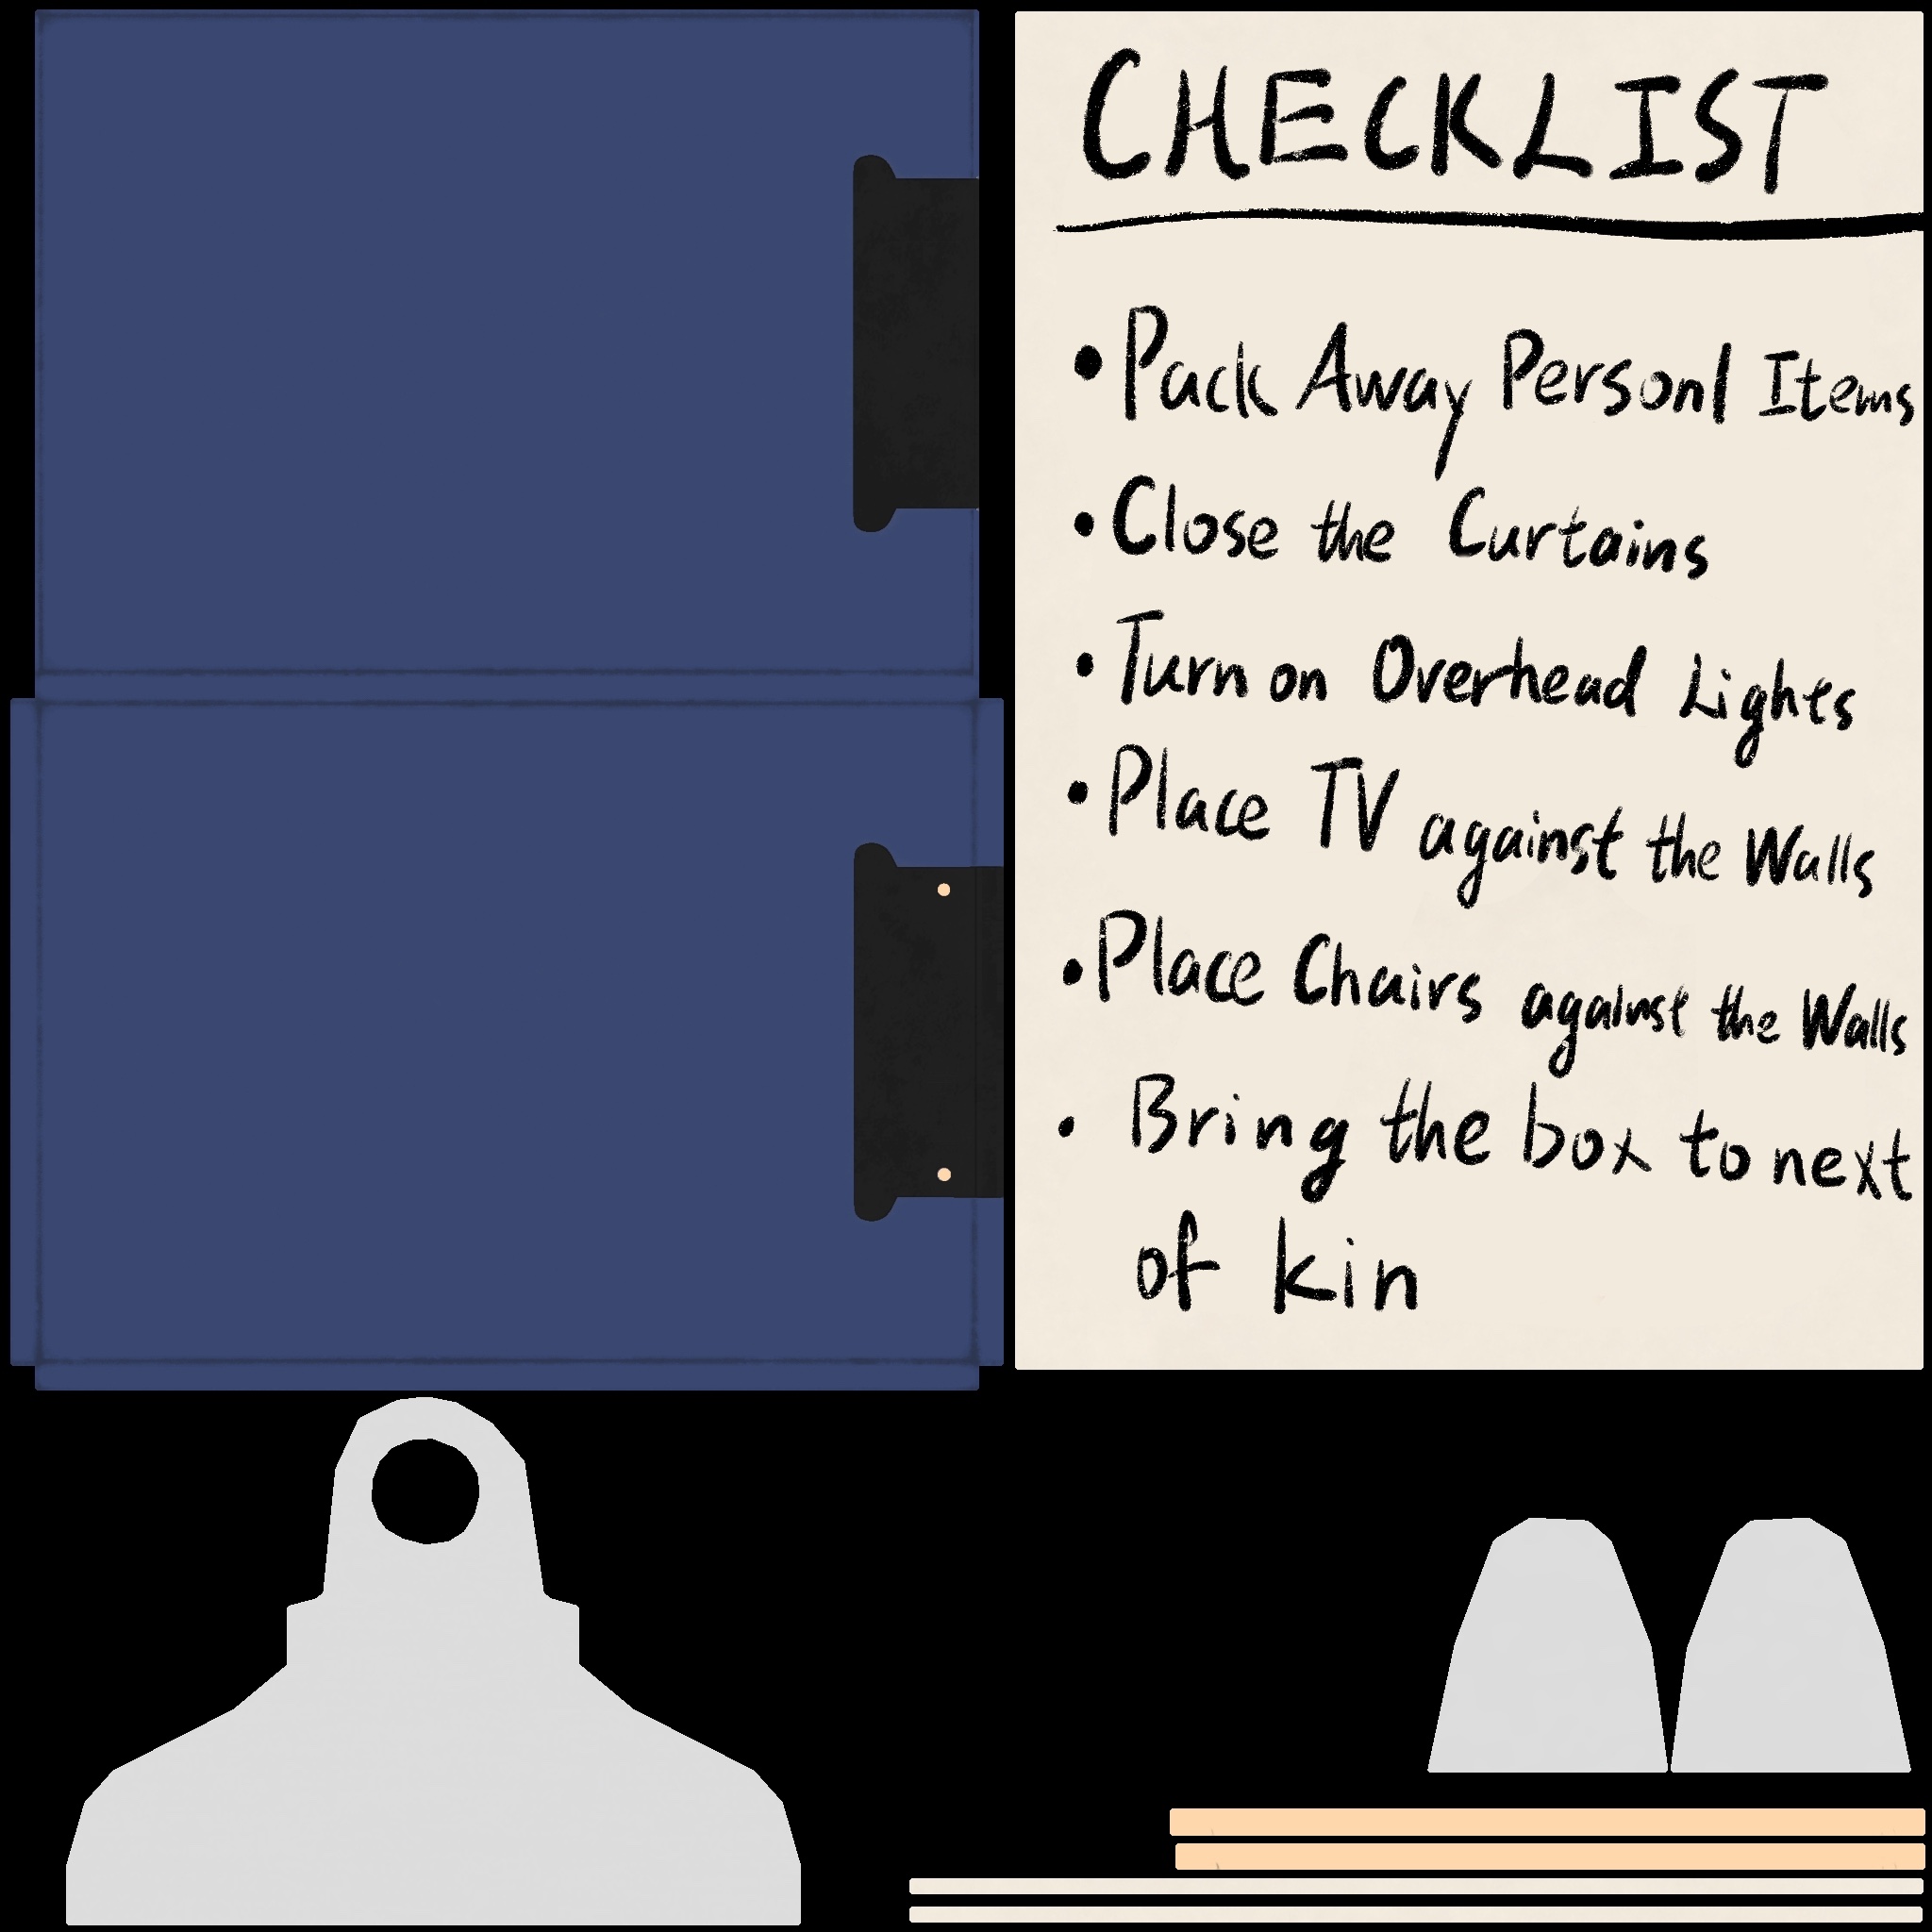 CHECKLIST
• Pack Away Personl Items
• Close the Curtains
• Turn on Overhead Lights
• Place TV against the Walls
• Place Chairs against the Walls
• Bring the box to next
of kin